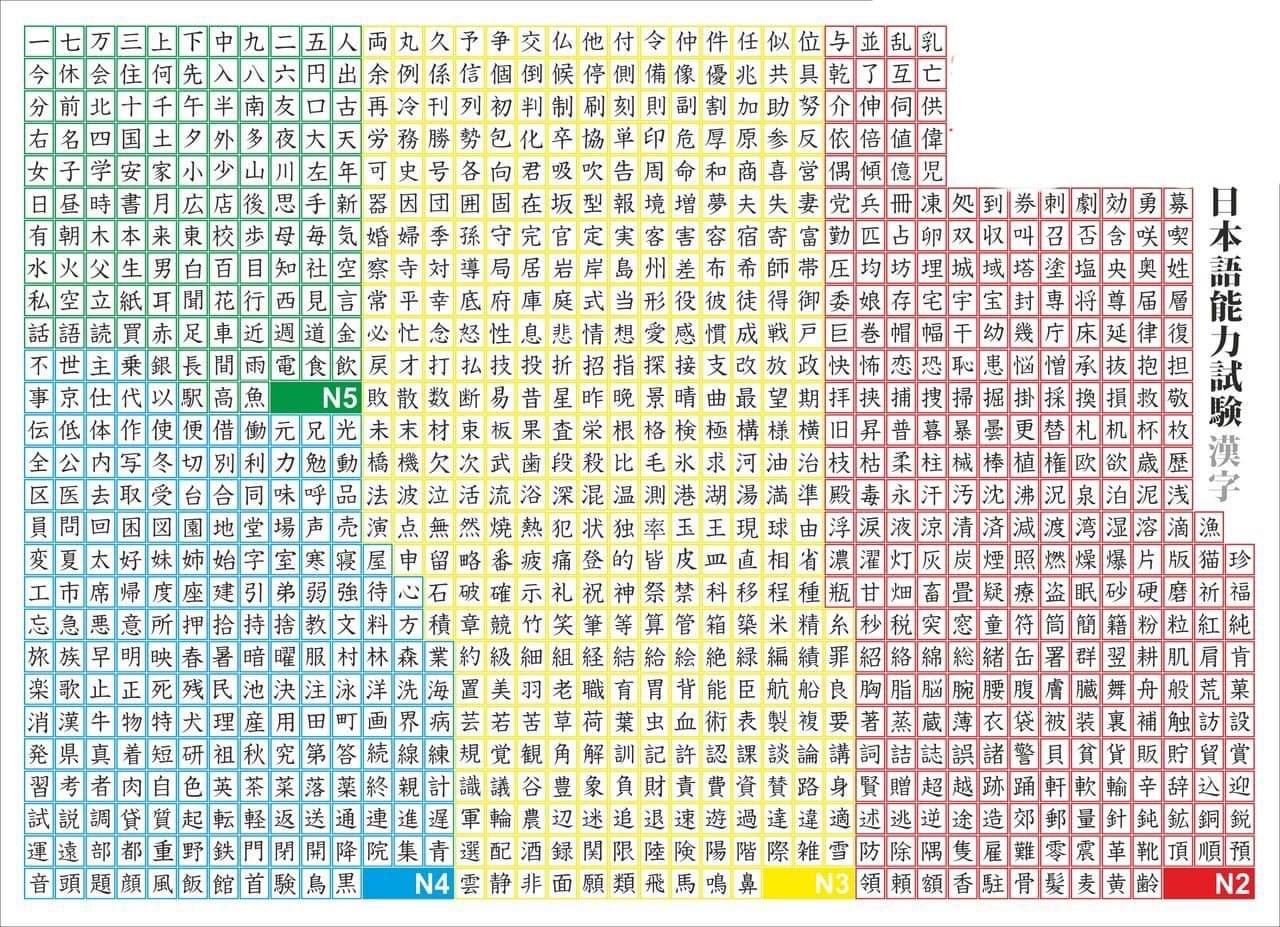 一七万三上下中九二五人両丸久予争交仏他付令仲件任似位与並乱乳
今休会住何先入八六円出余例係信個倒候停側備像優兆共具乾了互亡
分前北十千午半南友口古再冷刊列初判制刷刻則副割加助努介伸伺供
右名四国土夕外多夜大天労務勝勢包化卒協単印危厚原参反依倍値偉
女子学安家小少山川左年可史号各向君吸吹告周命和商喜営偶傾億児
日昼時書月広店後思手新器因団囲固在坂型報境増夢夫失妻党兵冊凍処到券刺劇効勇募
有朝木本来東校歩母毎気婚婦季孫守完官定実客害容宿寄富勤匹占卵双収叫召否含咲喫
水火父生男白百目知社空察寺対導局居岩岸島州差布希師帯圧均坊埋城域塔塗塩央奥姓
私空立紙耳聞花行西見言常平幸底府庫庭式当形役彼徒得御委娘存宅宇宝封専将尊届層
話語読買赤足車近週道金必忙念怒性息悲情想愛感慣成戦戸巨巻帽幅干幼幾庁床延律復
不世主乗銀長間雨電食飲戻才打払技投折招指探接支改放政快怖恋恐恥患悩憎承抜抱担
事京仕代以駅高魚 N5 敗散数断易昔星昨晩景晴曲最望期拝挟捕捜掃掘掛採換損救敬
伝低体作使便借働元兄光未末材束板果査栄根格検極構様横旧昇普暮暴曇更替札机杯枚
全公内写冬切別利力勉動橋機欠次武歯段殺比毛氷求河油治枝枯柔柱械棒植権欧欲歳歴
区医去取受台合同味呼品法波泣活流浴深混温測港湖湯満準殿毒永汗汚沈沸況泉泊泥浅
員問回困図園地堂場声売演点無然焼熱犯状独率玉王現球由浮涙液涼清済減渡湾湿溶滴漁
変夏太好妹姉始字室寒寝屋申留略番疲痛登的皆皮皿直相省濃濯灯灰炭煙照燃燥爆片版猫珍
工市席帰度座建引弟弱強待心石破確示礼祝神祭禁科移程種瓶甘畑畜畳疑療盗眠砂硬磨祈福
忘急悪意所押拾持捨教文料方積章競竹笑筆等算管箱築米精糸秒税突窓童符筒簡籍粉粒紅純
旅族早明映春暑暗曜服村林森業約級細組経結給絵絶緑編績罪紹絡綿総緒缶署群翌耕肌肩肯
楽歌止正死残民池決注泳洋洗海置美羽老職育胃背能臣航船良胸脂脳腕腰腹膚臓舞舟般荒菓
消漢牛物特犬理産用田町画界病芸若苦草荷葉虫血術表製複要著蒸蔵薄衣袋被装裏補触訪設
発県真着短研祖秋究第答続線練規覚観角解訓記許認課談論講詞詰誌誤諸警貝貧貨販貯貿賞
習考者肉自色英茶菜落薬終親計識議谷豊象負財責費資賛路身賢贈超越跡踊軒軟輸辛辞込迎
試説調貸質起転軽返送通連進遅軍輪農辺迷追退速遊過達違適述逃逆途造郊郵量針鈍鉱銅鋭
運遠部都重野鉄門閉開降院集青選配酒録関限陸険陽階際雑雪防除隅隻雇難零震革靴頂順預
音頭題顔風飯館首験鳥黒 N4 雲静非面願類飛馬鳴鼻 N3 領頼額香駐骨髪麦黄齢 N2
日本語能力試験漢字